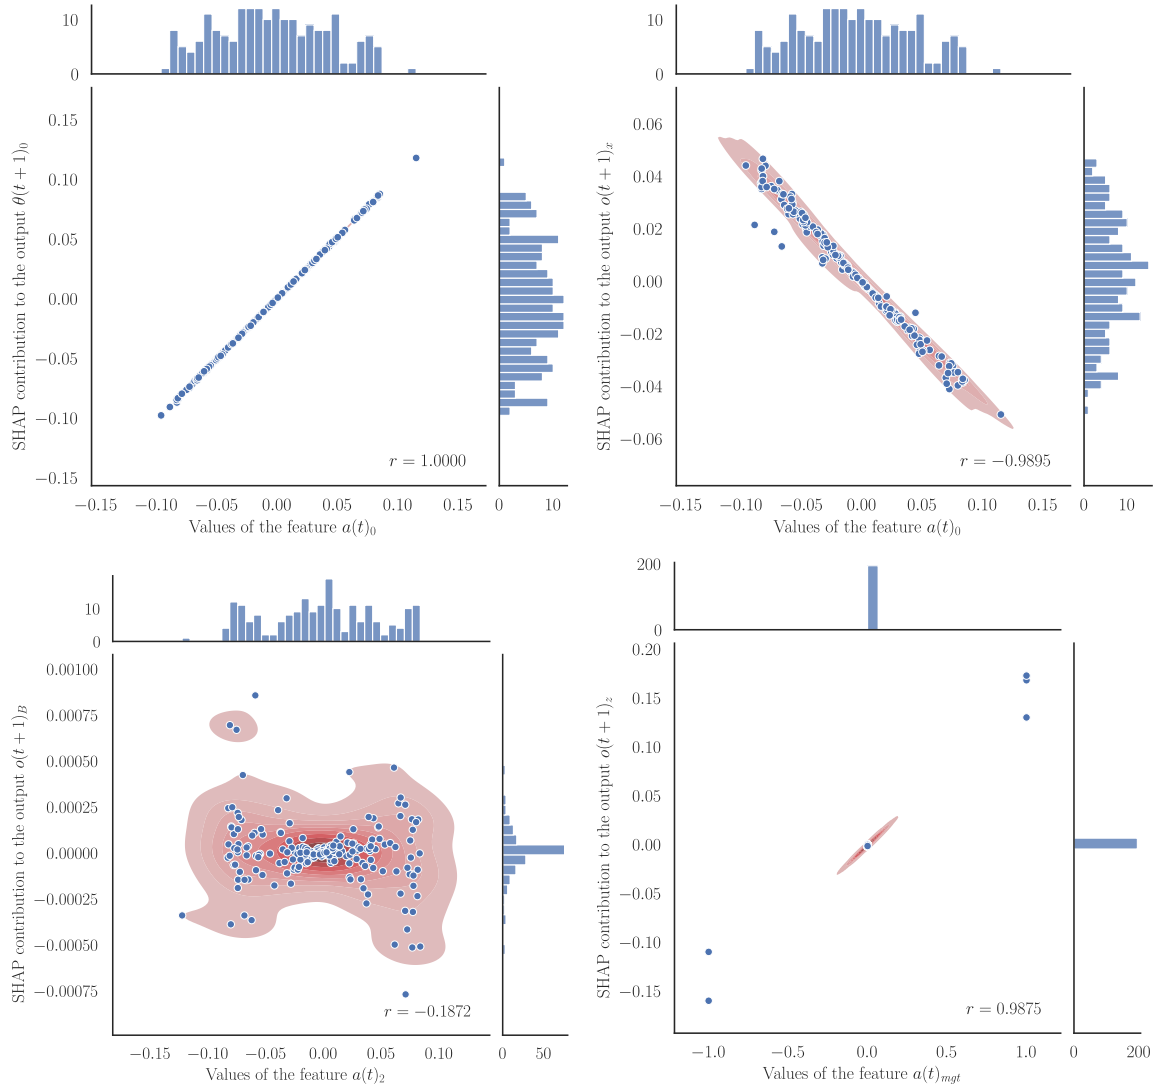 10
0
SHAP contribution to the output θ(t + 1)₀
0.15
0.10
0.05
0.00
−0.05
−0.10
−0.15
r = 1.0000
−0.15 −0.10 −0.05 0.00 0.05 0.10 0.15
0 10
Values of the feature a(t)₀
10
0
SHAP contribution to the output o(t + 1)ₓ
0.06
0.04
0.02
0.00
−0.02
−0.04
−0.06
r = −0.9895
−0.15 −0.10 −0.05 0.00 0.05 0.10 0.15
0 10
Values of the feature a(t)₀
10
0
SHAP contribution to the output o(t + 1)_B
0.00100
0.00075
0.00050
0.00025
0.00000
−0.00025
−0.00050
−0.00075
r = −0.1872
−0.15 −0.10 −0.05 0.00 0.05 0.10
0 50
Values of the feature a(t)₂
200
0
SHAP contribution to the output o(t + 1)_z
0.20
0.15
0.10
0.05
0.00
−0.05
−0.10
−0.15
r = 0.9875
−1.0 −0.5 0.0 0.5 1.0
0 200
Values of the feature a(t)_mgt